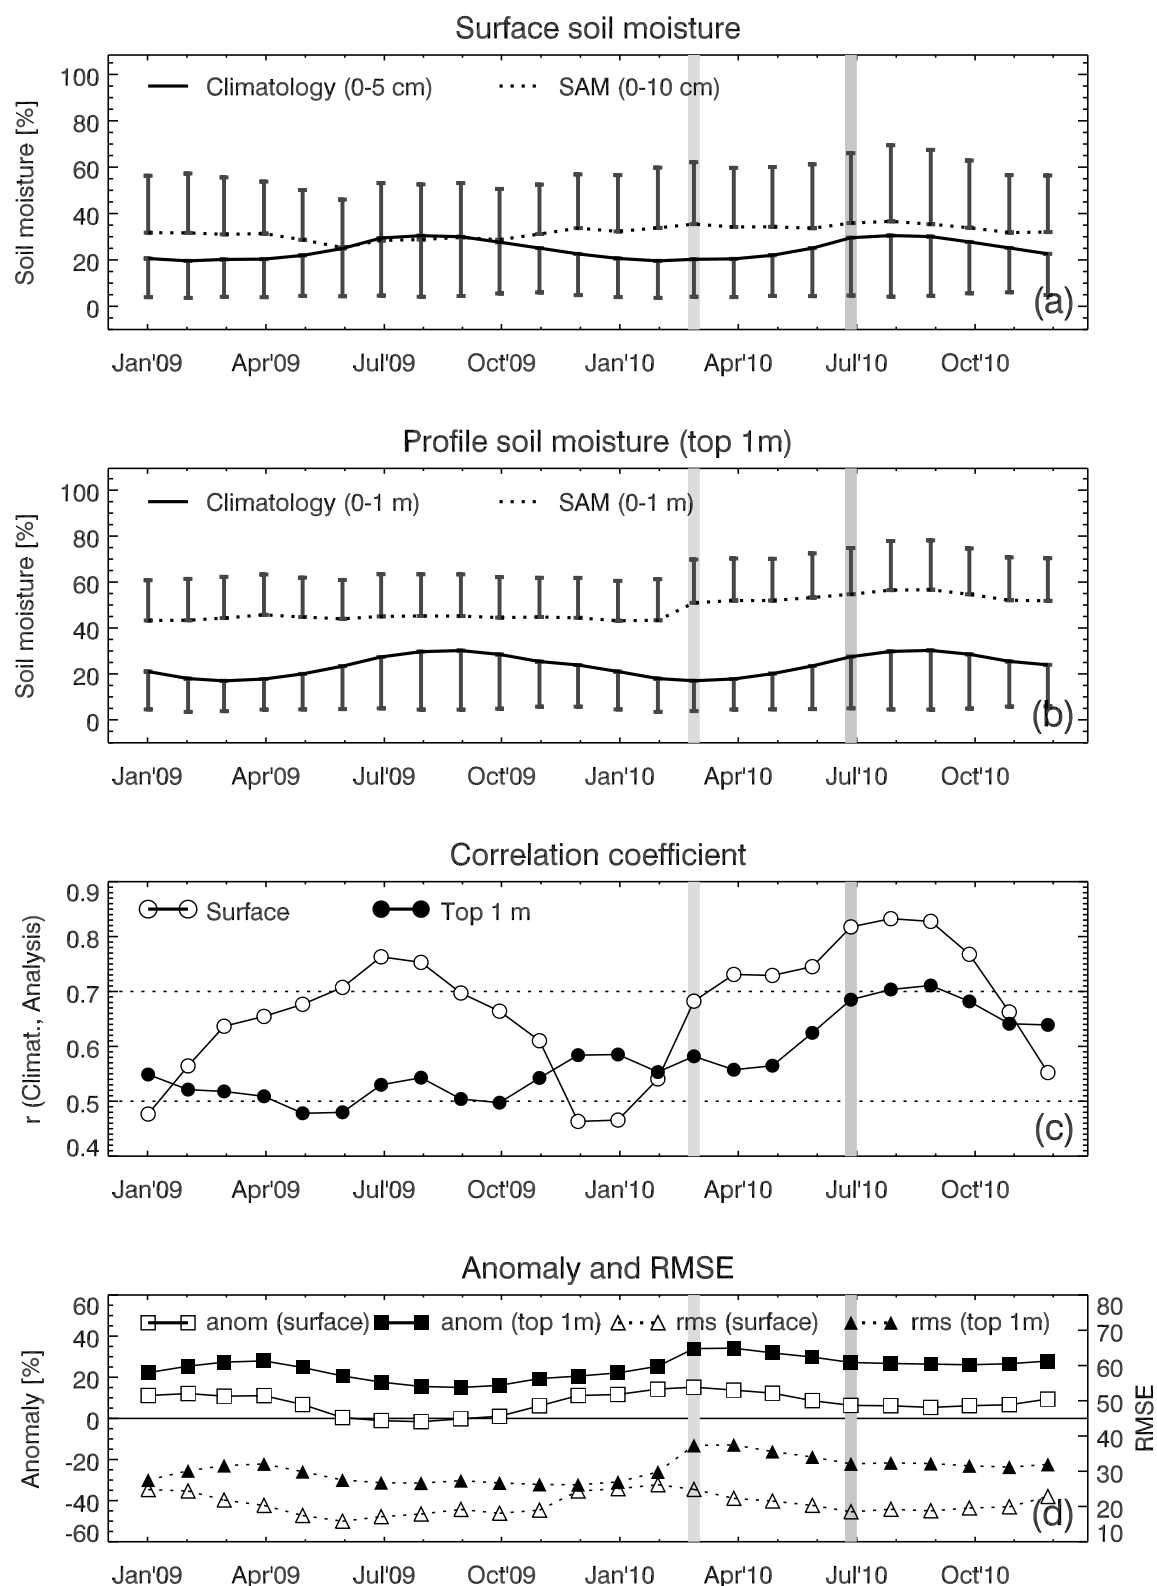 Surface soil moisture
Climatology (0-5 cm) SAM (0-10 cm)
Soil moisture [%]
100
80
60
40
20
0
(a)
Jan'09 Apr'09 Jul'09 Oct'09 Jan'10 Apr'10 Jul'10 Oct'10
Profile soil moisture (top 1m)
Climatology (0-1 m) SAM (0-1 m)
Soil moisture [%]
100
80
60
40
20
0
(b)
Jan'09 Apr'09 Jul'09 Oct'09 Jan'10 Apr'10 Jul'10 Oct'10
Correlation coefficient
Surface Top 1 m
r (Climat., Analysis)
0.9
0.8
0.7
0.6
0.5
0.4
(c)
Jan'09 Apr'09 Jul'09 Oct'09 Jan'10 Apr'10 Jul'10 Oct'10
Anomaly and RMSE
anom (surface) anom (top 1m) rms (surface) rms (top 1m)
Anomaly [%]
60
40
20
0
-20
-40
-60
80
70
60
50
40
30
20
10
RMSE
(d)
Jan'09 Apr'09 Jul'09 Oct'09 Jan'10 Apr'10 Jul'10 Oct'10